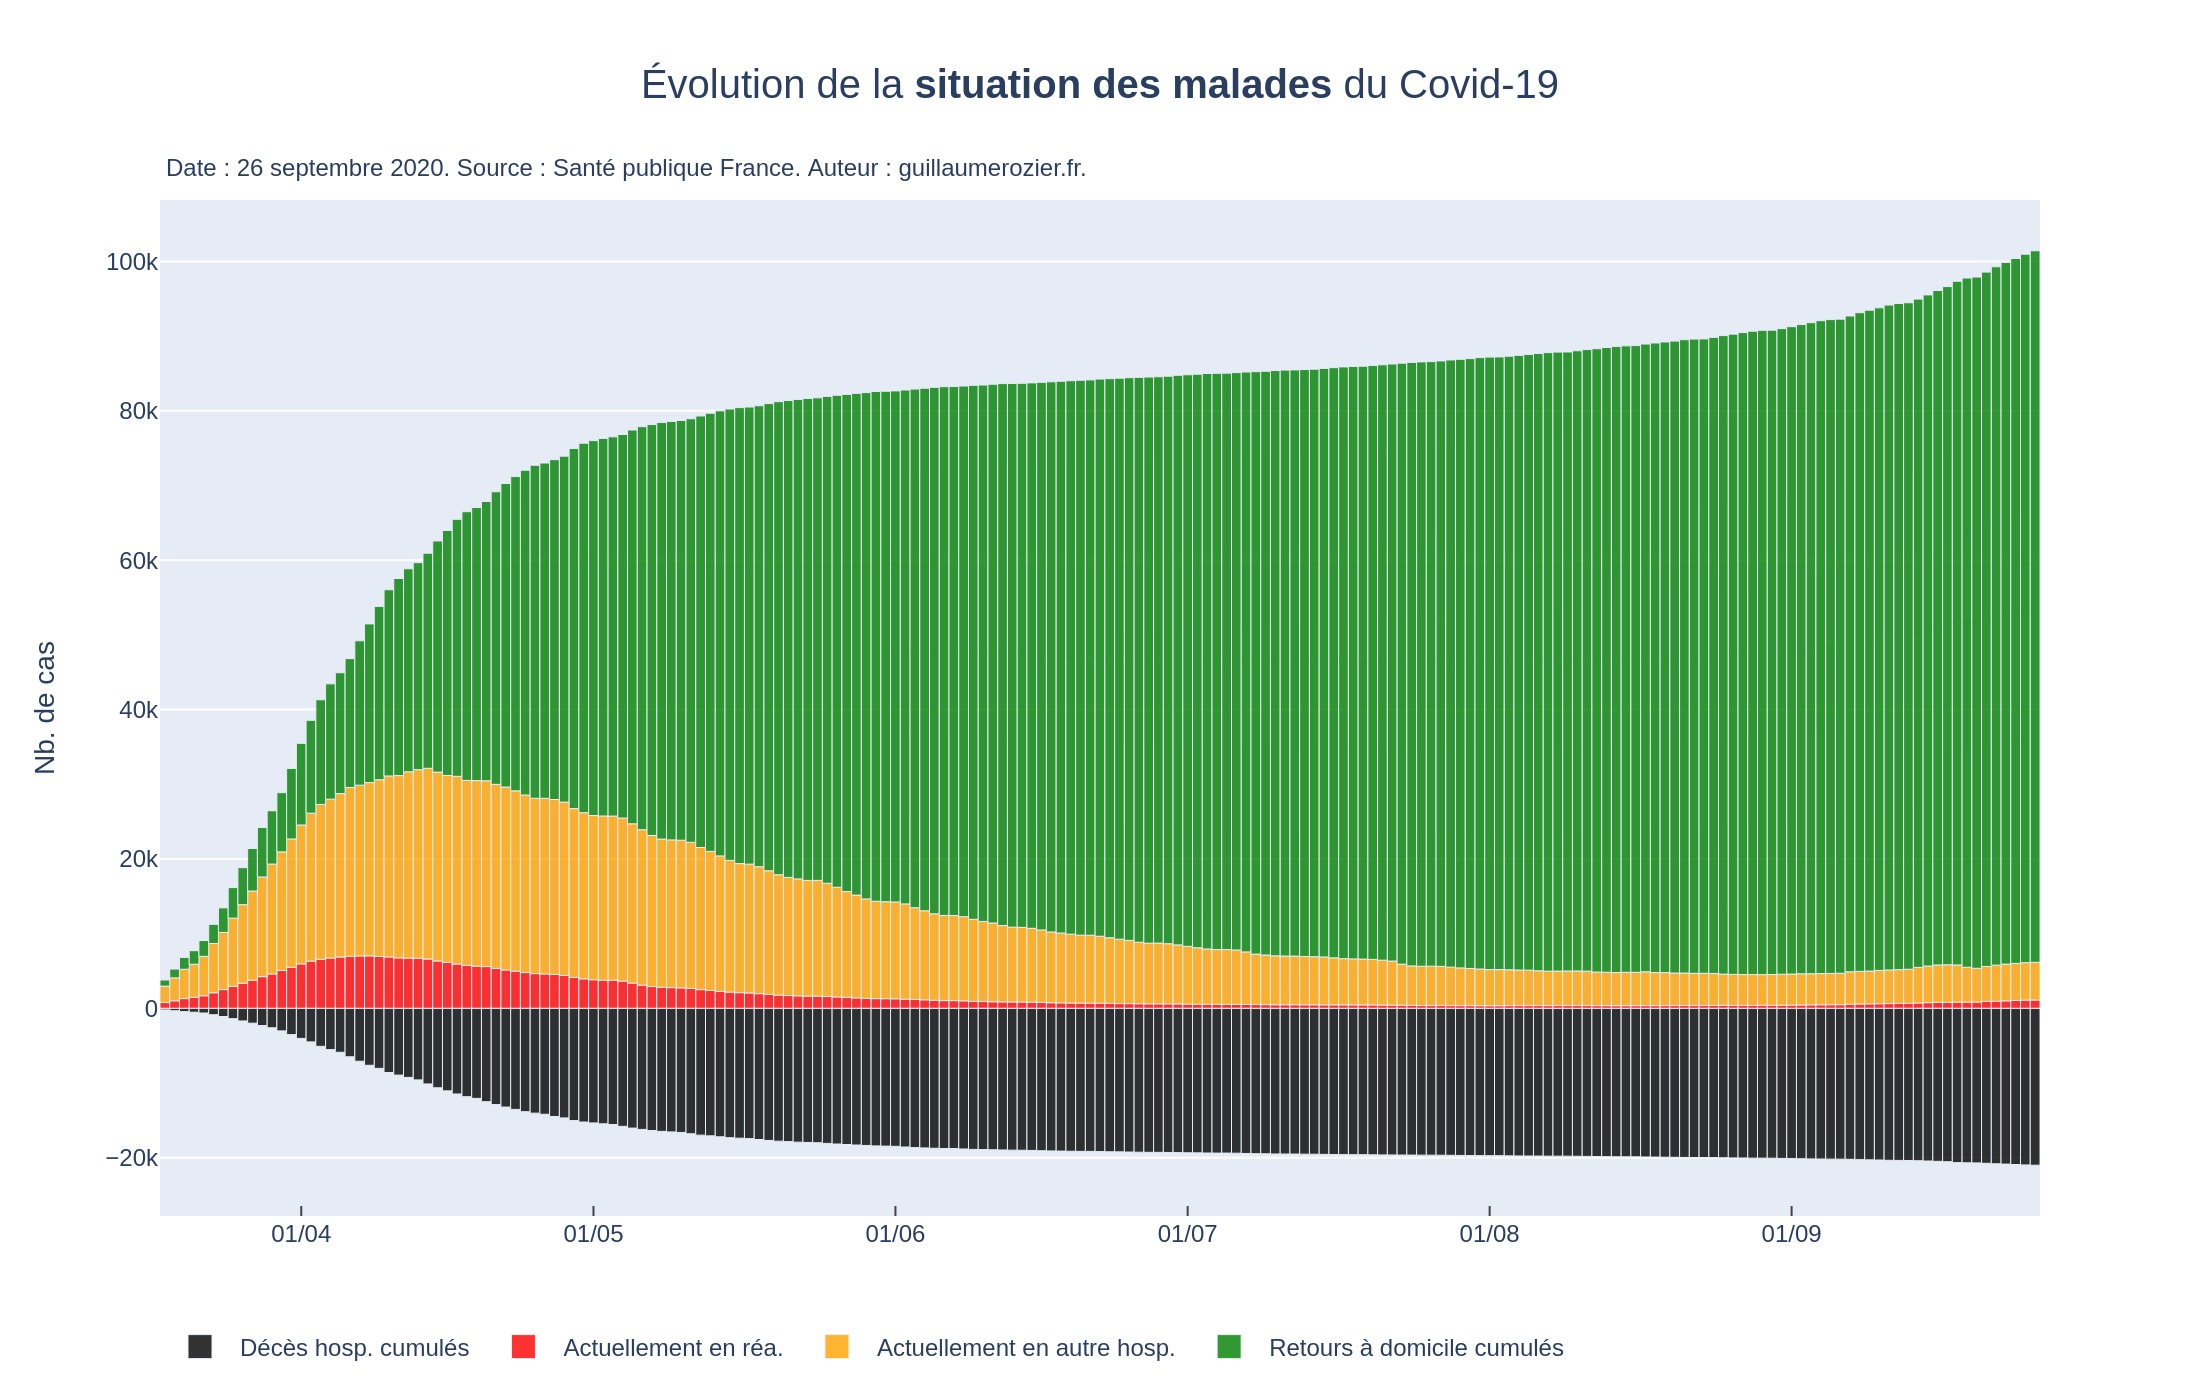 Évolution de la situation des malades du Covid-19
Date : 26 septembre 2020. Source : Santé publique France. Auteur : guillaumerozier.fr.
Nb. de cas
100k
80k
60k
40k
20k
0
−20k
01/04 01/05 01/06 01/07 01/08 01/09
Décès hosp. cumulés Actuellement en réa. Actuellement en autre hosp. Retours à domicile cumulés